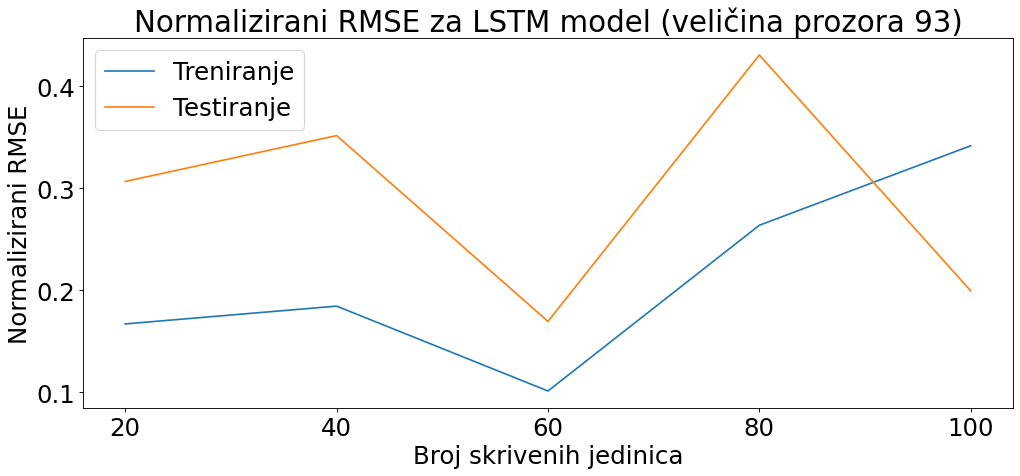 Normalizirani RMSE za LSTM model (veličina prozora 93)
Treniranje
Testiranje
Normalizirani RMSE
0.4
0.3
0.2
0.1
20 40 60 80 100
Broj skrivenih jedinica